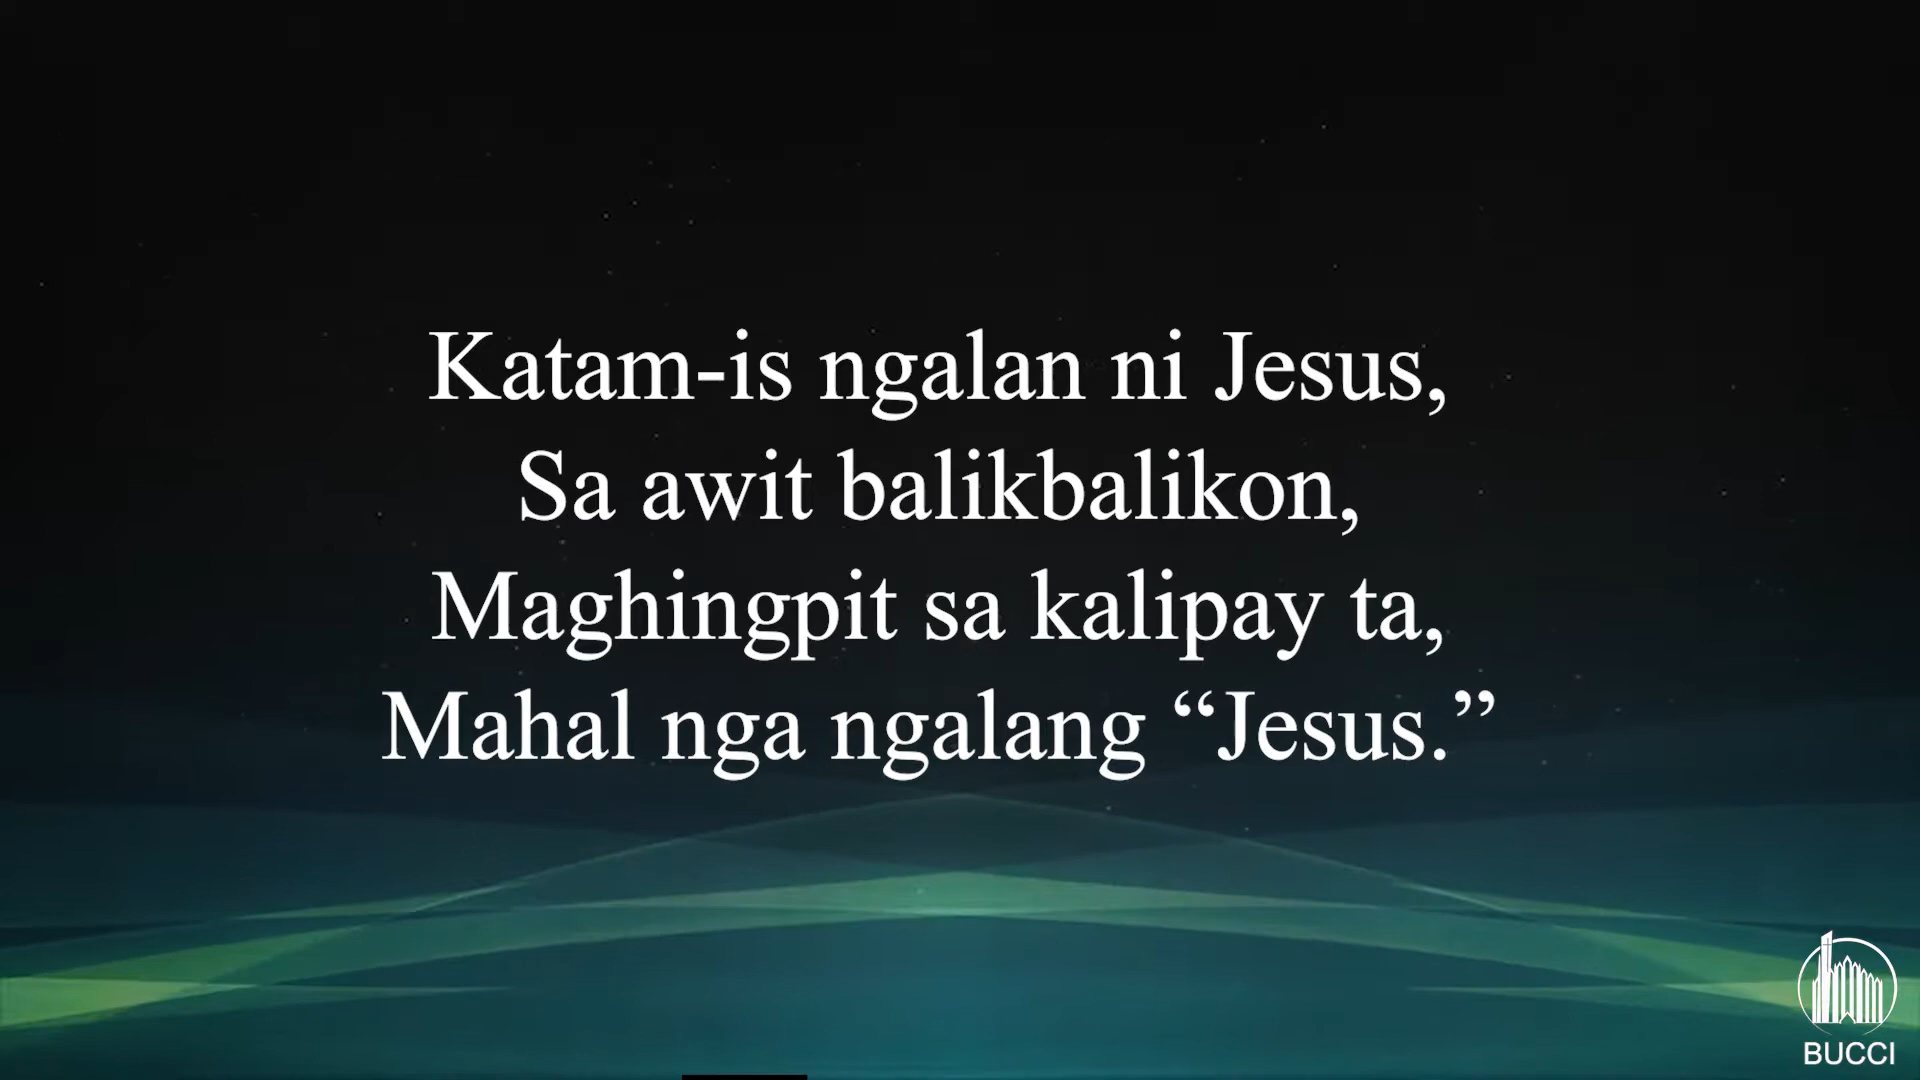 Katam-is ngalan ni Jesus,
Sa awit balikbalikon,
Maghingpit sa kalipay ta,
Mahal nga ngalang “Jesus.”
BUCCI